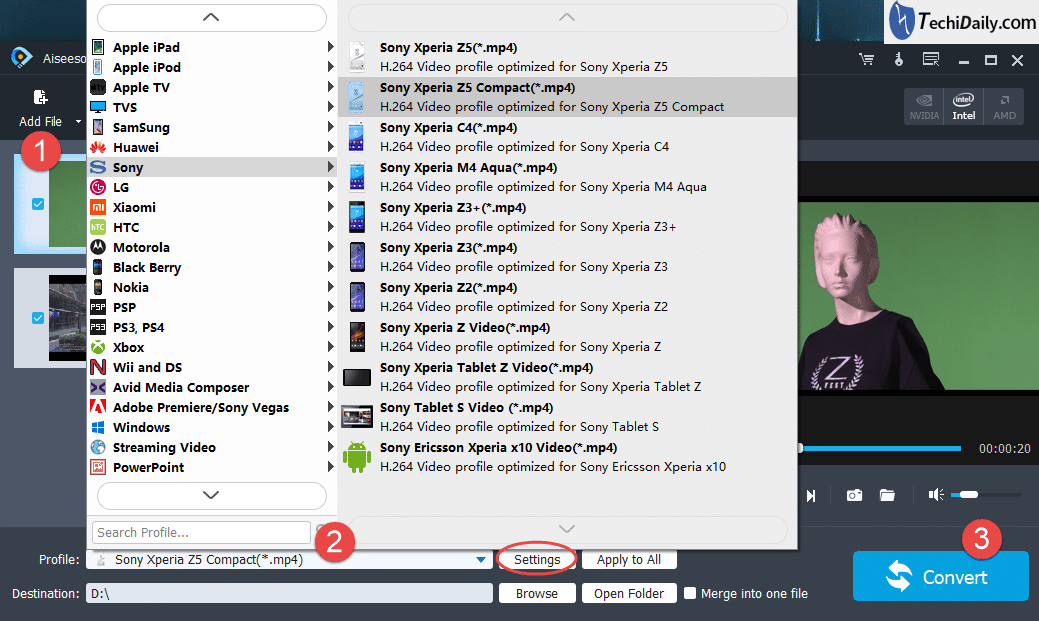 TechiDaily.com
Aiseeso
Add File
1
NVIDIA
intel
Intel
AMD
Apple iPad
Apple iPod
Apple TV
TVS
SamSung
Huawei
Sony
LG
Xiaomi
HTC
Motorola
Black Berry
Nokia
PSP
PS3, PS4
Xbox
Wii and DS
Avid Media Composer
Adobe Premiere/Sony Vegas
Windows
Streaming Video
PowerPoint
Search Profile...
Sony Xperia Z5(*.mp4)
H.264 Video profile optimized for Sony Xperia Z5
Sony Xperia Z5 Compact(*.mp4)
H.264 Video profile optimized for Sony Xperia Z5 Compact
Sony Xperia C4(*.mp4)
H.264 Video profile optimized for Sony Xperia C4
Sony Xperia M4 Aqua(*.mp4)
H.264 Video profile optimized for Sony Xperia M4 Aqua
Sony Xperia Z3+(*.mp4)
H.264 Video profile optimized for Sony Xperia Z3+
Sony Xperia Z3(*.mp4)
H.264 Video profile optimized for Sony Xperia Z3
Sony Xperia Z2(*.mp4)
H.264 Video profile optimized for Sony Xperia Z2
Sony Xperia Z Video(*.mp4)
H.264 Video profile optimized for Sony Xperia Z
Sony Xperia Tablet Z Video(*.mp4)
H.264 Video profile optimized for Sony Xperia Tablet Z
Sony Tablet S Video (*.mp4)
H.264 Video profile optimized for Sony Tablet S
Sony Ericsson Xperia x10 Video(*.mp4)
H.264 Video profile optimized for Sony Ericsson Xperia x10
00:00:20
2
3
Profile:
Sony Xperia Z5 Compact(*.mp4)
Settings
Apply to All
Convert
Destination:
D:\
Browse
Open Folder
Merge into one file